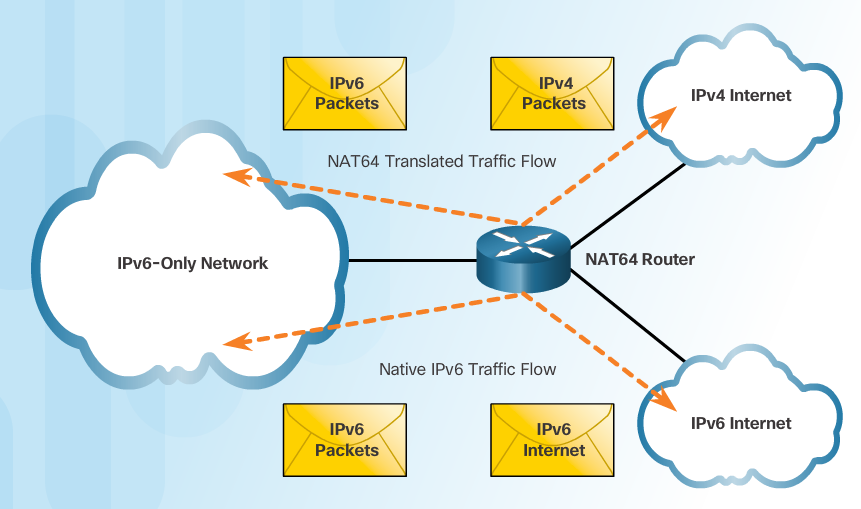 IPv6
Packets
IPv4
Packets
IPv4 Internet
NAT64 Translated Traffic Flow
IPv6-Only Network
NAT64 Router
Native IPv6 Traffic Flow
IPv6
Packets
IPv6
Internet
IPv6 Internet